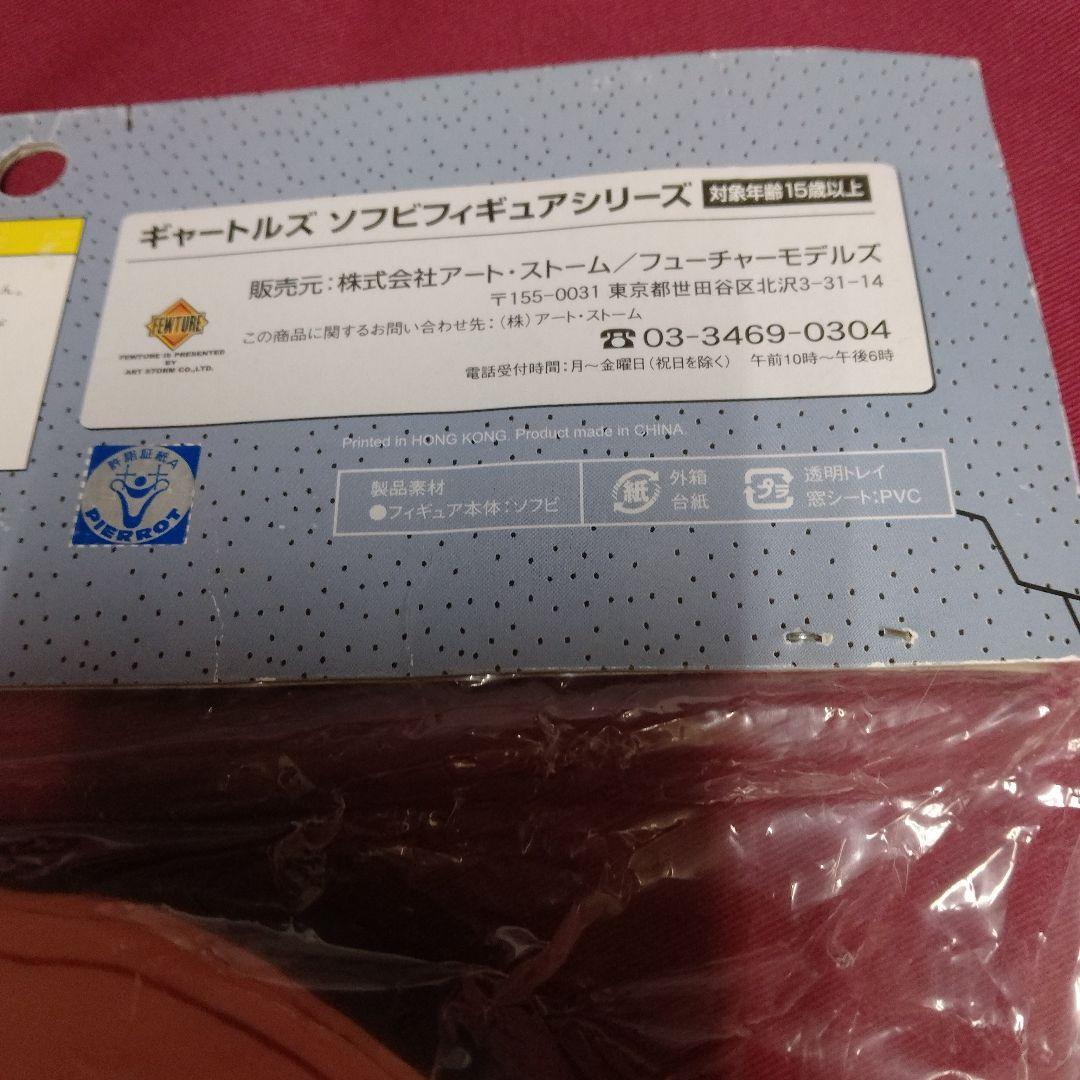 ギャートルズ ソフビフィギュアシリーズ 対象年齢15歳以上
販売元:株式会社アート・ストーム/フューチャーモデルズ
〒155-0031 東京都世田谷区北沢3-31-14
この商品に関するお問い合わせ先:(株)アート・ストーム
☎03-3469-0304
電話受付時間:月〜金曜日(祝日を除く) 午前10時〜午後6時
FEWTURE
FEWTURE IS PRESENTED
BY
ART STORM CO.,LTD.
ん。
Printed in HONG KONG. Product made in CHINA.
許諾証紙A
PIERROT
製品素材
●フィギュア本体:ソフビ
紙
外箱
台紙
プラ
透明トレイ
窓シート:PVC